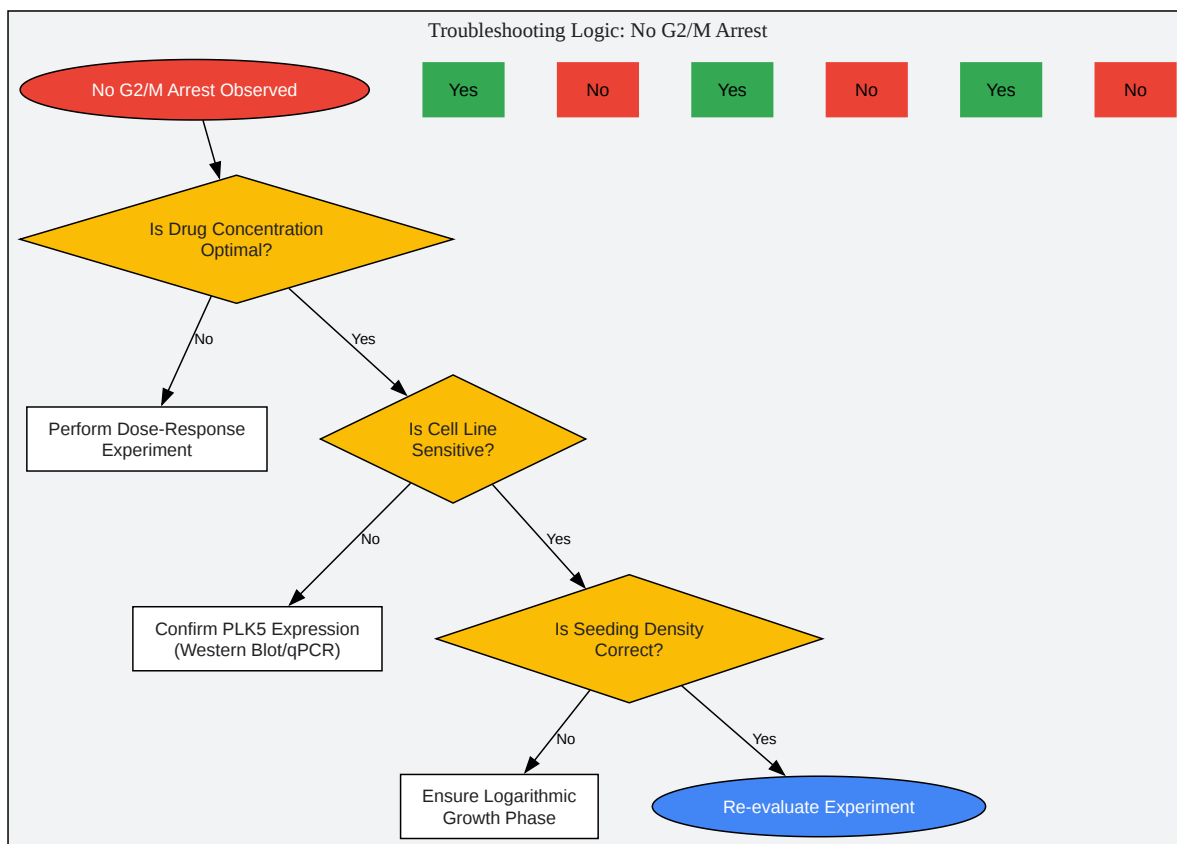 Troubleshooting Logic: No G2/M Arrest
No G2/M Arrest Observed
Yes
No
Yes
No
Yes
No
Is Drug Concentration
Optimal?
No
Yes
Perform Dose-Response
Experiment
Is Cell Line
Sensitive?
No
Yes
Confirm PLK5 Expression
(Western Blot/qPCR)
Is Seeding Density
Correct?
No
Yes
Ensure Logarithmic
Growth Phase
Re-evaluate Experiment